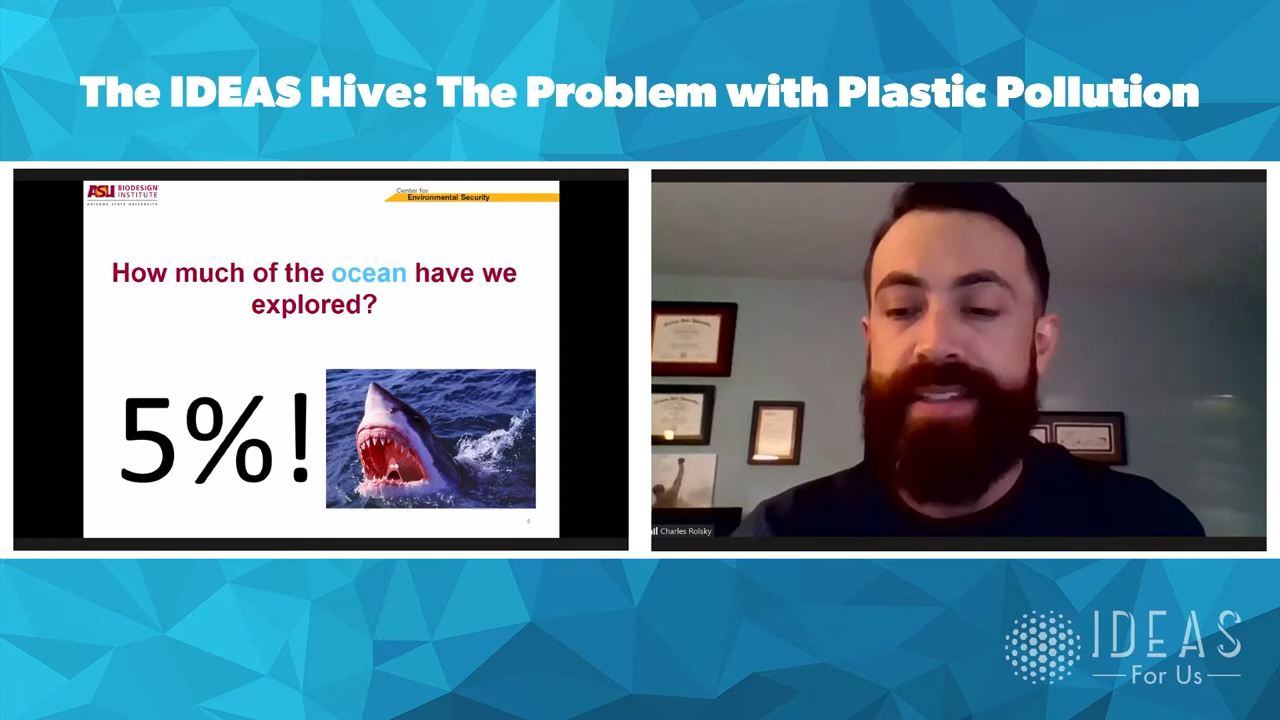 The IDEAS Hive: The Problem with Plastic Pollution
ASU BIODESIGN
INSTITUTE
ARIZONA STATE UNIVERSITY
Center for
Environmental Security
How much of the ocean have we
explored?
5%!
4
Charles Rolsky
IDEAS
For Us